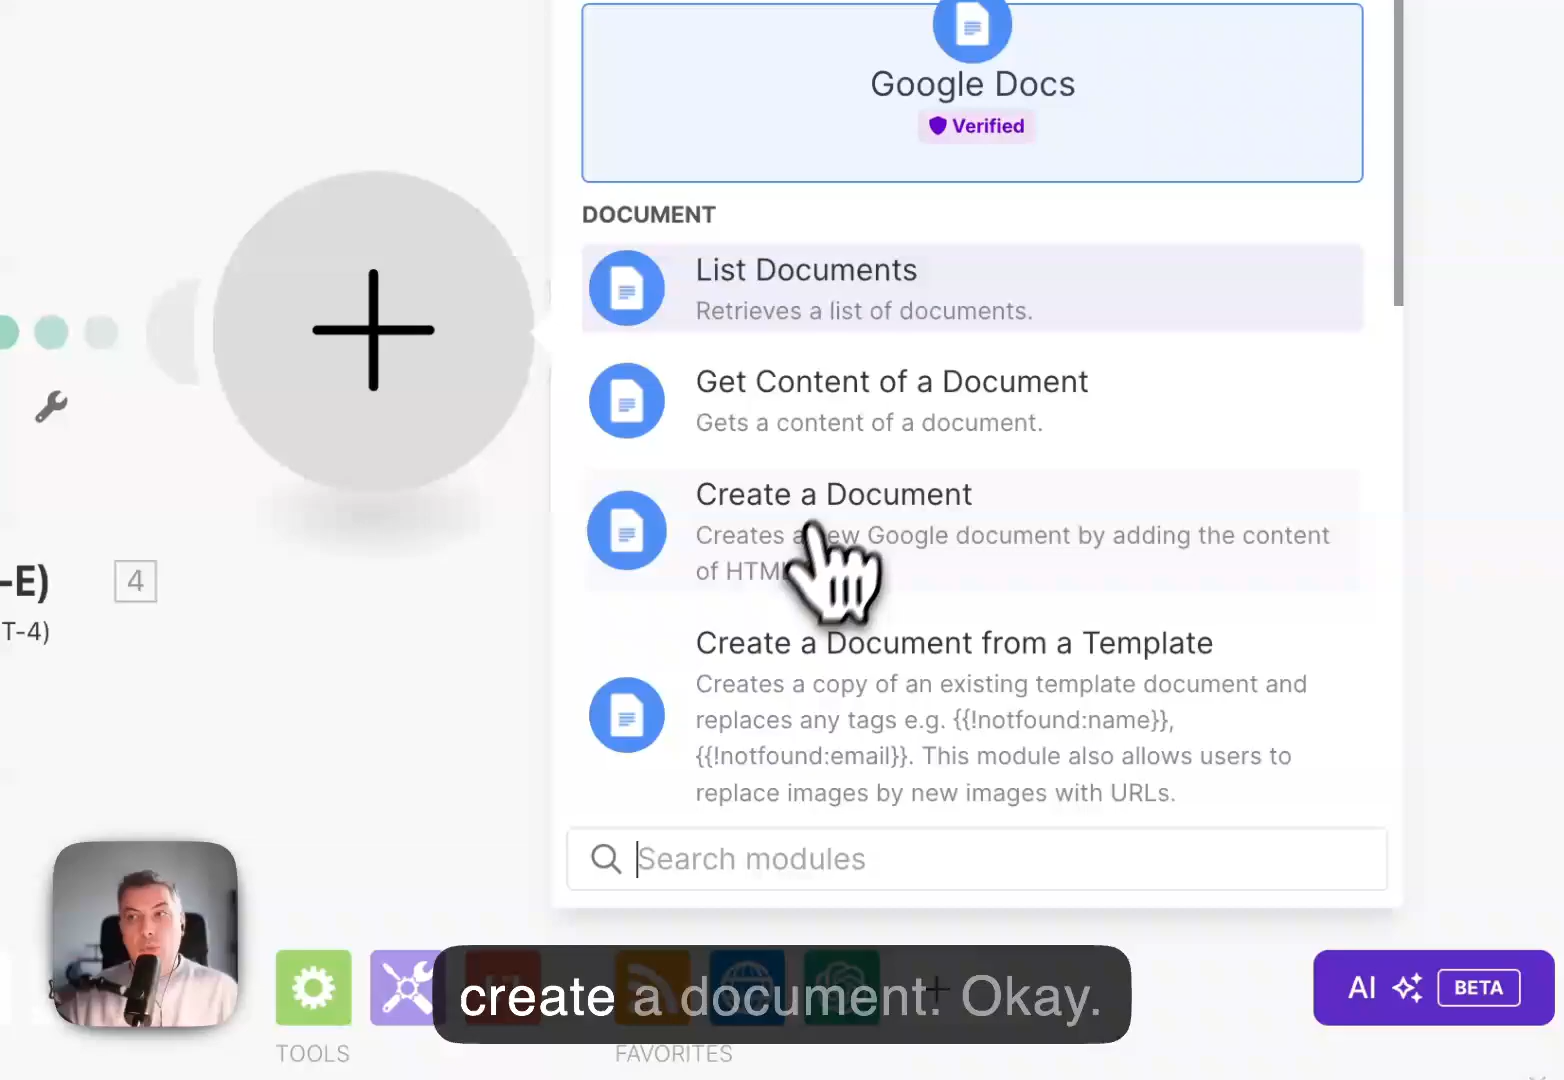 Google Docs
Verified
DOCUMENT
List Documents
Retrieves a list of documents.
Get Content of a Document
Gets a content of a document.
Create a Document
Creates a new Google document by adding the content
of HTML
Create a Document from a Template
Creates a copy of an existing template document and
replaces any tags e.g. {{!notfound:name}},
{{!notfound:email}}. This module also allows users to
replace images by new images with URLs.
-E)
4
T-4)
Search modules
create a document. Okay.
AI BETA
TOOLS
FAVORITES